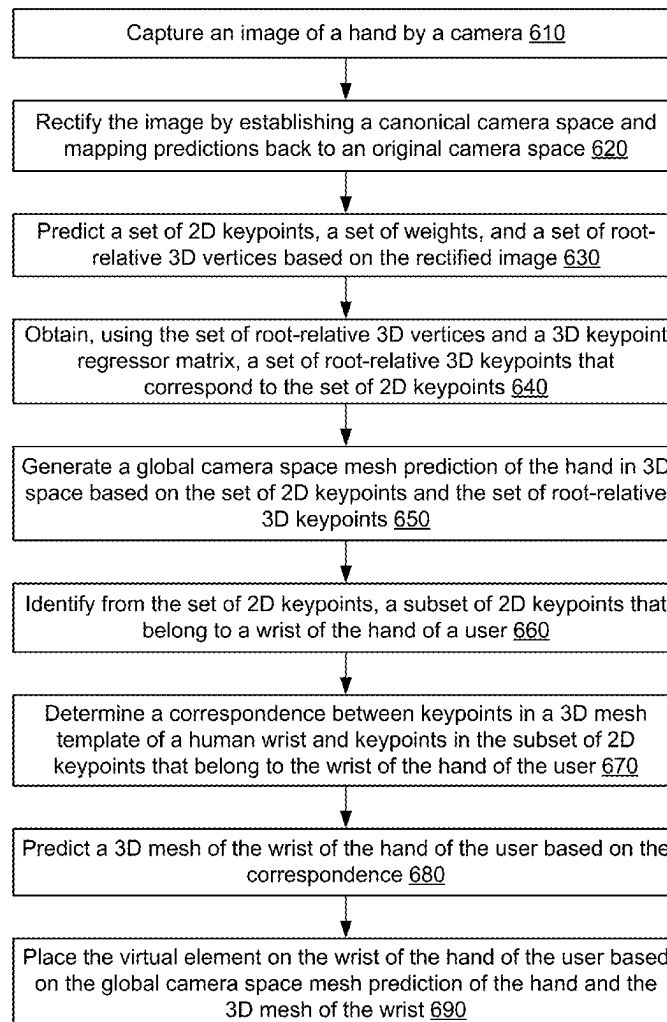 Capture an image of a hand by a camera 610
Rectify the image by establishing a canonical camera space and
mapping predictions back to an original camera space 620
Predict a set of 2D keypoints, a set of weights, and a set of root-
relative 3D vertices based on the rectified image 630
Obtain, using the set of root-relative 3D vertices and a 3D keypoint
regressor matrix, a set of root-relative 3D keypoints that
correspond to the set of 2D keypoints 640
Generate a global camera space mesh prediction of the hand in 3D
space based on the set of 2D keypoints and the set of root-relative
3D keypoints 650
Identify from the set of 2D keypoints, a subset of 2D keypoints that
belong to a wrist of the hand of a user 660
Determine a correspondence between keypoints in a 3D mesh
template of a human wrist and keypoints in the subset of 2D
keypoints that belong to the wrist of the hand of the user 670
Predict a 3D mesh of the wrist of the hand of the user based on the
correspondence 680
Place the virtual element on the wrist of the hand of the user based
on the global camera space mesh prediction of the hand and the
3D mesh of the wrist 690